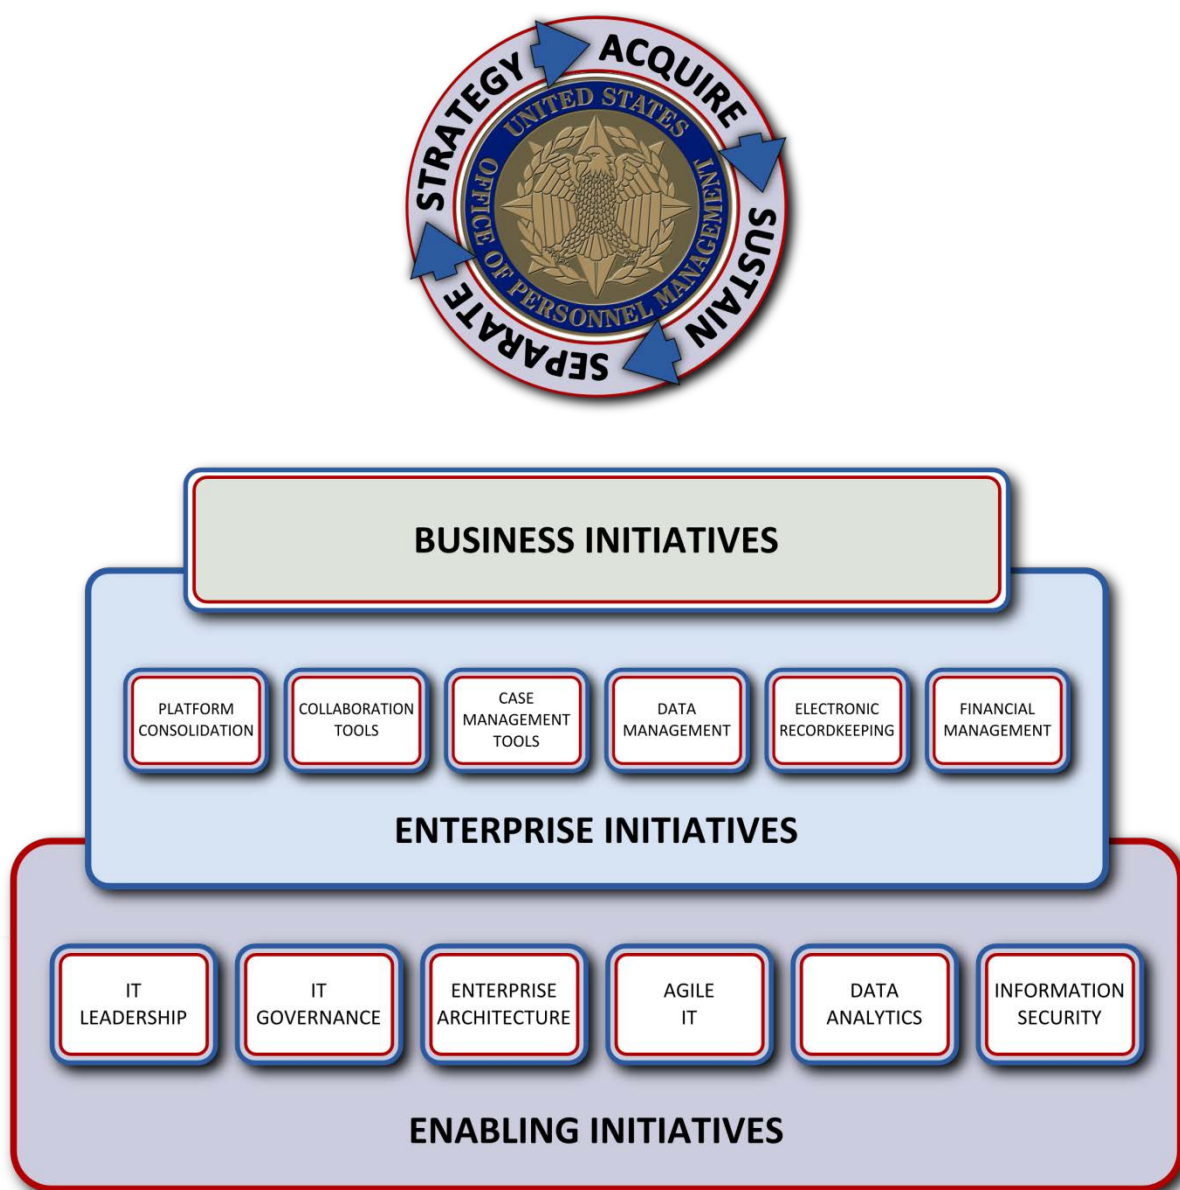 STRATEGY
ACQUIRE
SUSTAIN
SEPARATE
UNITED STATES
OFFICE OF PERSONNEL MANAGEMENT
BUSINESS INITIATIVES
PLATFORM
CONSOLIDATION
COLLABORATION
TOOLS
CASE
MANAGEMENT
TOOLS
DATA
MANAGEMENT
ELECTRONIC
RECORDKEEPING
FINANCIAL
MANAGEMENT
ENTERPRISE INITIATIVES
IT
LEADERSHIP
IT
GOVERNANCE
ENTERPRISE
ARCHITECTURE
AGILE
IT
DATA
ANALYTICS
INFORMATION
SECURITY
ENABLING INITIATIVES